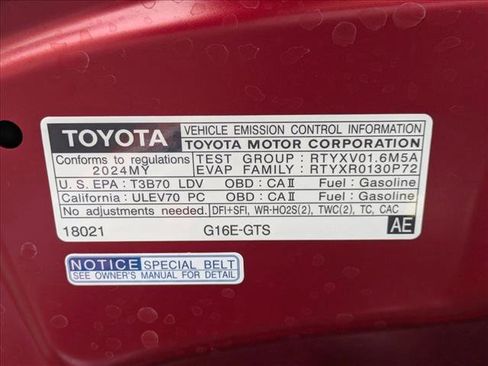 TOYOTA
VEHICLE EMISSION CONTROL INFORMATION
TOYOTA MOTOR CORPORATION
Conforms to regulations
2024MY
TEST GROUP : RTYXV01.6M5A
EVAP FAMILY : RTYXR0130P72
U.S. EPA : T3B70 LDV OBD : CAⅡ Fuel : Gasoline
California : ULEV70 PC OBD : CAⅡ Fuel : Gasoline
No adjustments needed. DFI+SFI, WR-HO2S(2), TWC(2), TC, CAC
18021 G16E-GTS AE
NOTICE SPECIAL BELT
SEE OWNER'S MANUAL FOR DETAIL